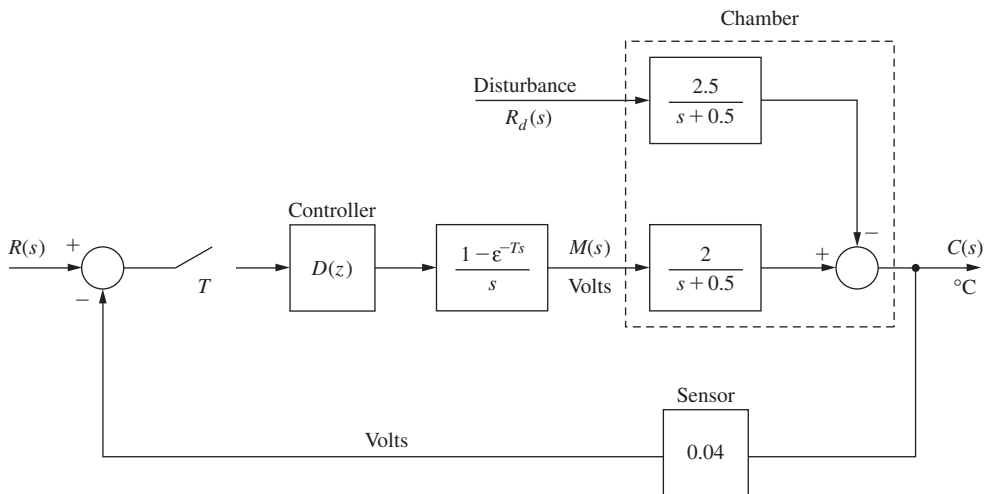 Chamber
Disturbance
R_d(s)
2.5
s + 0.5
Controller
R(s)
+
−
T
D(z)
1 − ε^{−Ts}
s
M(s)
Volts
2
s + 0.5
+
−
C(s)
°C
Sensor
Volts
0.04